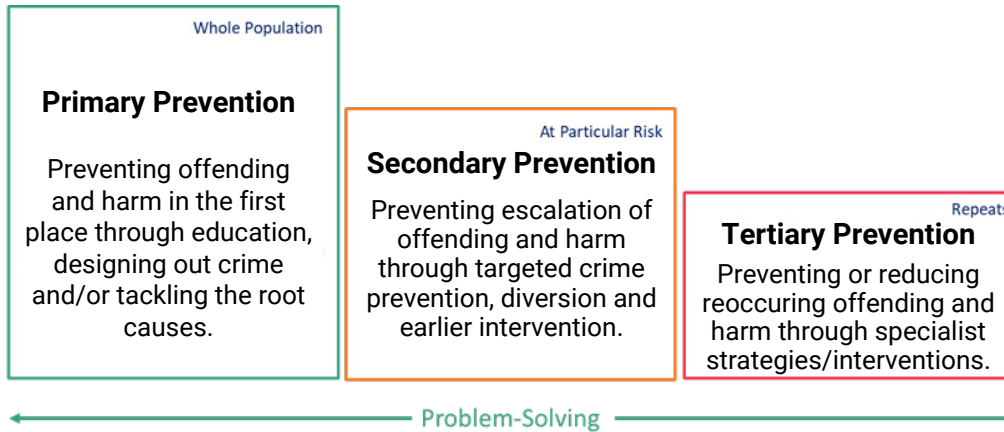 Whole Population
Primary Prevention
Preventing offending
and harm in the first
place through education,
designing out crime
and/or tackling the root
causes.
At Particular Risk
Secondary Prevention
Preventing escalation of
offending and harm
through targeted crime
prevention, diversion and
earlier intervention.
Repeats
Tertiary Prevention
Preventing or reducing
reoccuring offending and
harm through specialist
strategies/interventions.
Problem-Solving